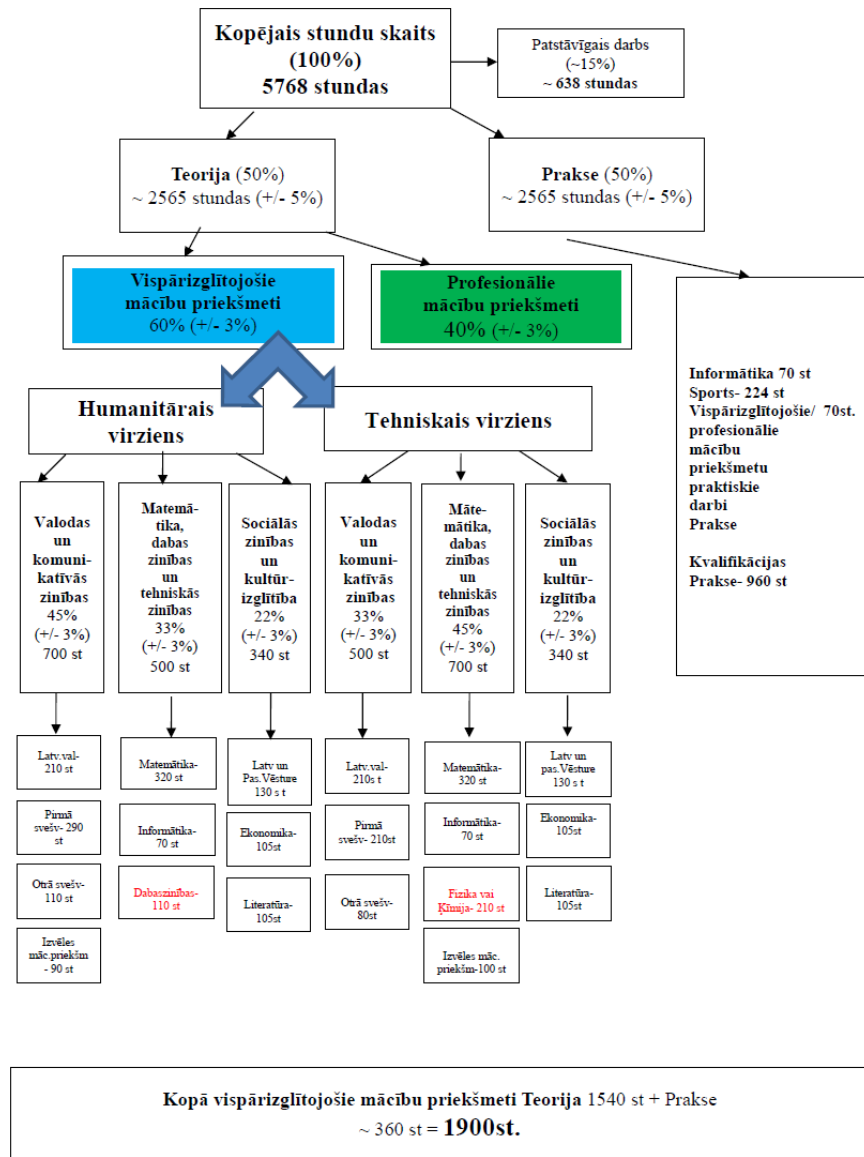 Kopējais stundu skaits
(100%)
5768 stundas
Patstāvīgais darbs
(~15%)
~ 638 stundas
Teorija (50%)
~ 2565 stundas (+/- 5%)
Prakse (50%)
~ 2565 stundas (+/- 5%)
Vispārizglītojošie
mācību priekšmeti
60% (+/- 3%)
Profesionālie
mācību priekšmeti
40% (+/- 3%)
Informātika 70 st
Sports- 224 st
Vispārizglītojošie/ 70st.
profesionālie
mācību
priekšmetu
praktiskie
darbi
Prakse
Kvalifikācijas
Prakse- 960 st
Humanitārais
virziens
Tehniskais virziens
Valodas
un
komuni-
katīvās
zinības
45%
(+/- 3%)
700 st
Matemā-
tika,
dabas
zinības
un
tehniskās
zinības
33%
(+/- 3%)
500 st
Sociālās
zinības
un
kultūr-
izglītība
22%
(+/- 3%)
340 st
Valodas
un
komuni-
katīvās
zinības
33%
(+/- 3%)
500 st
Māte-
mātika,
dabas
zinības
un
tehniskās
zinības
45%
(+/- 3%)
700 st
Sociālās
zinības
un
kultūr-
izglītība
22%
(+/- 3%)
340 st
Latv.val-
210 st
Pirmā
svešv- 290
st
Otrā svešv-
110 st
Izvēles
māc.priekšm
- 90 st
Matemātika-
320 st
Informātika-
70 st
Dabaszinības-
110 st
Latv un
Pas.Vēsture
130 s t
Ekonomika-
105st
Literatūra-
105st
Latv.val-
210s t
Pirmā
svešv- 210st
Otrā svešv-
80st
Matemātika-
320 st
Informātika-
70 st
Fizika vai
Ķīmija- 210 st
Izvēles māc.
priekšm-100 st
Latv un
pas.Vēsture
130 s t
Ekonomika-
105st
Literatūra-
105st
Kopā vispārizglītojošie mācību priekšmeti Teorija 1540 st + Prakse
~ 360 st = 1900st.